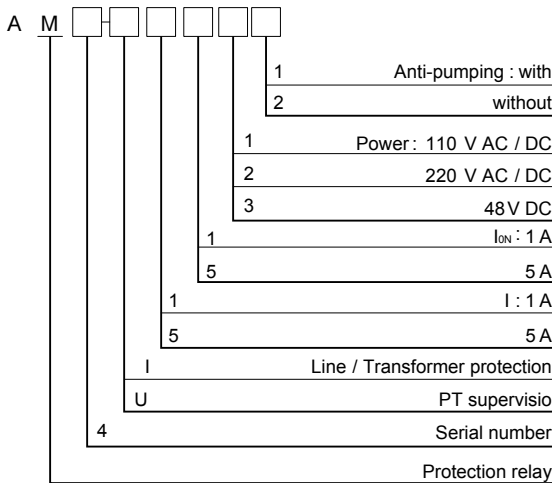 A M -
1 Anti-pumping : with
2 without
1 Power : 110 V AC / DC
2 220 V AC / DC
3 48 V DC
1 I0N : 1 A
5 5 A
1 I : 1 A
5 5 A
I Line / Transformer protection
U PT supervisio
4 Serial number
Protection relay